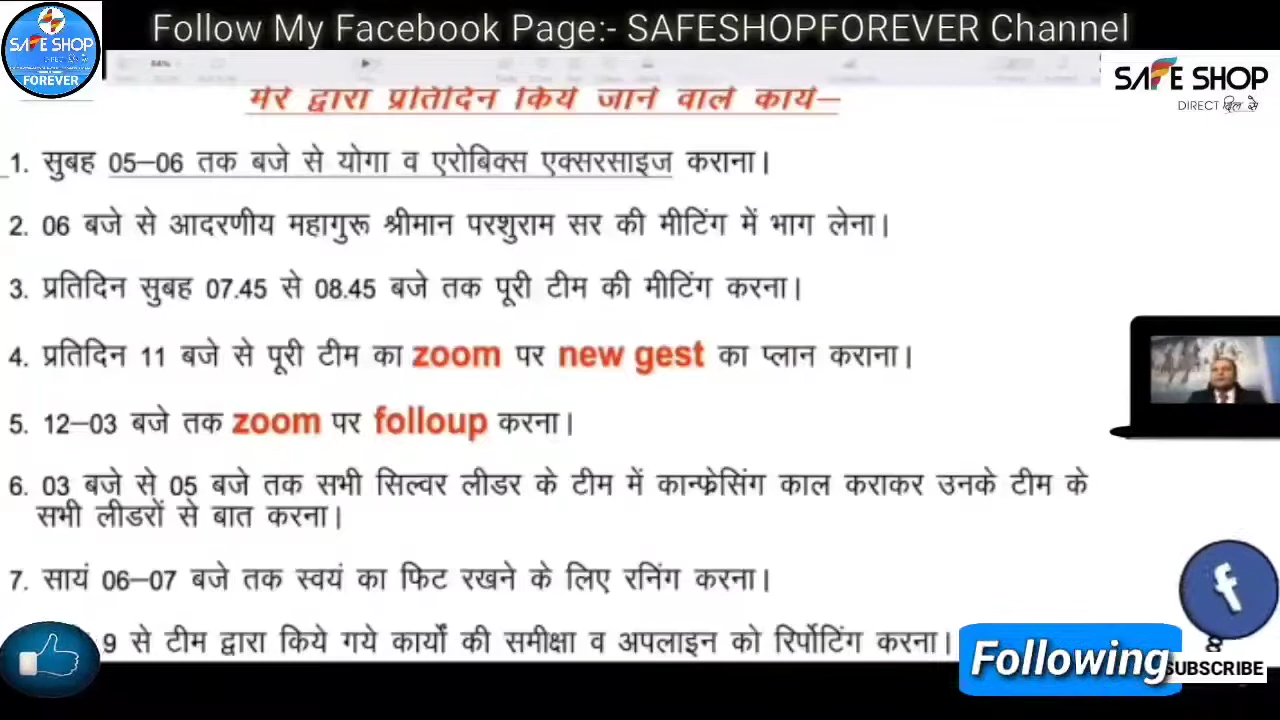 Follow My Facebook Page:- SAFESHOPFOREVER Channel
SAFE SHOP
FOREVER
SAFE SHOP
DIRECT दिल से
मेरे द्वारा प्रतिदिन किये जाने वाले कार्य–
1. सुबह 05–06 तक बजे से योगा व एरोबिक्स एक्सरसाइज कराना।
2. 06 बजे से आदरणीय महागुरू श्रीमान परशुराम सर की मीटिंग में भाग लेना।
3. प्रतिदिन सुबह 07.45 से 08.45 बजे तक पूरी टीम की मीटिंग करना।
4. प्रतिदिन 11 बजे से पूरी टीम का zoom पर new gest का प्लान कराना।
5. 12–03 बजे तक zoom पर folloup करना।
6. 03 बजे से 05 बजे तक सभी सिल्वर लीडर के टीम में कान्फ्रेसिंग काल कराकर उनके टीम के
सभी लीडरों से बात करना।
7. सायं 06–07 बजे तक स्वयं का फिट रखने के लिए रनिंग करना।
9 से टीम द्वारा किये गये कार्यों की समीक्षा व अपलाइन को रिर्पोटिंग करना।
Following
SUBSCRIBE